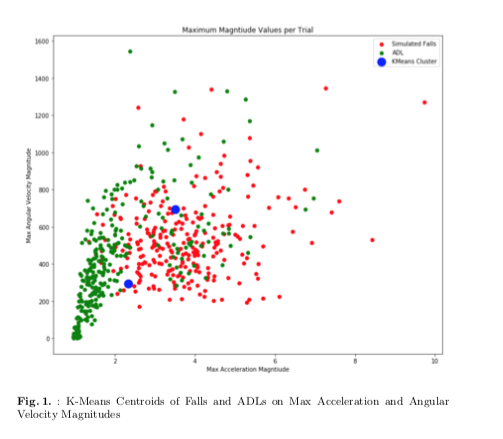 Maximum Magntiude Values per Trial
Simulated Falls
ADL
KMeans Cluster
Max Angular Velocity Magnitude
1600
1400
1200
1000
800
600
400
200
0
2
4
6
8
10
Max Acceleration Magntiude
Fig. 1. : K-Means Centroids of Falls and ADLs on Max Acceleration and Angular
Velocity Magnitudes